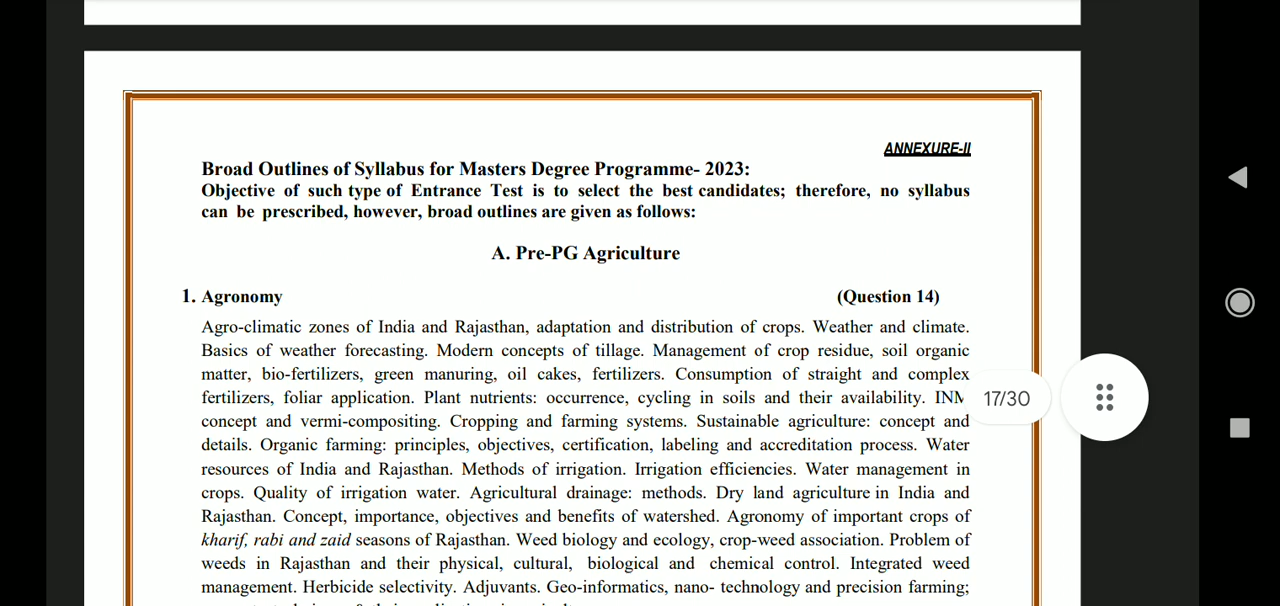 ANNEXURE-II
Broad Outlines of Syllabus for Masters Degree Programme- 2023:
Objective of such type of Entrance Test is to select the best candidates; therefore, no syllabus
can be prescribed, however, broad outlines are given as follows:
A. Pre-PG Agriculture
1. Agronomy (Question 14)
Agro-climatic zones of India and Rajasthan, adaptation and distribution of crops. Weather and climate.
Basics of weather forecasting. Modern concepts of tillage. Management of crop residue, soil organic
matter, bio-fertilizers, green manuring, oil cakes, fertilizers. Consumption of straight and complex
fertilizers, foliar application. Plant nutrients: occurrence, cycling in soils and their availability. INM
17/30
concept and vermi-compositing. Cropping and farming systems. Sustainable agriculture: concept and
details. Organic farming: principles, objectives, certification, labeling and accreditation process. Water
resources of India and Rajasthan. Methods of irrigation. Irrigation efficiencies. Water management in
crops. Quality of irrigation water. Agricultural drainage: methods. Dry land agriculture in India and
Rajasthan. Concept, importance, objectives and benefits of watershed. Agronomy of important crops of
kharif, rabi and zaid seasons of Rajasthan. Weed biology and ecology, crop-weed association. Problem of
weeds in Rajasthan and their physical, cultural, biological and chemical control. Integrated weed
management. Herbicide selectivity. Adjuvants. Geo-informatics, nano- technology and precision farming;